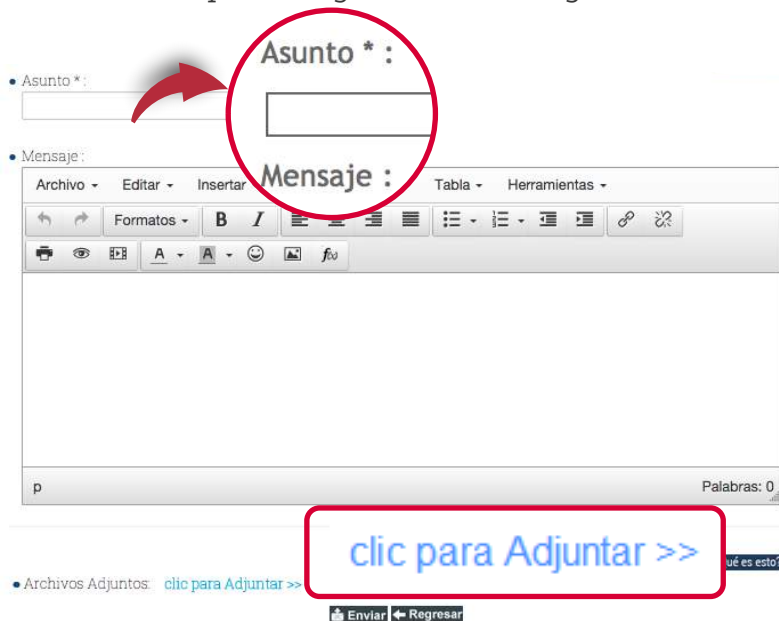 Asunto * :
Asunto * :
Mensaje :
Mensaje :
Archivo Editar Insertar Tabla Herramientas
Formatos B I
A A f(x)
p Palabras: 0
clic para Adjuntar >>
ué es esto?
Archivos Adjuntos: clic para Adjuntar >>
Enviar Regresar